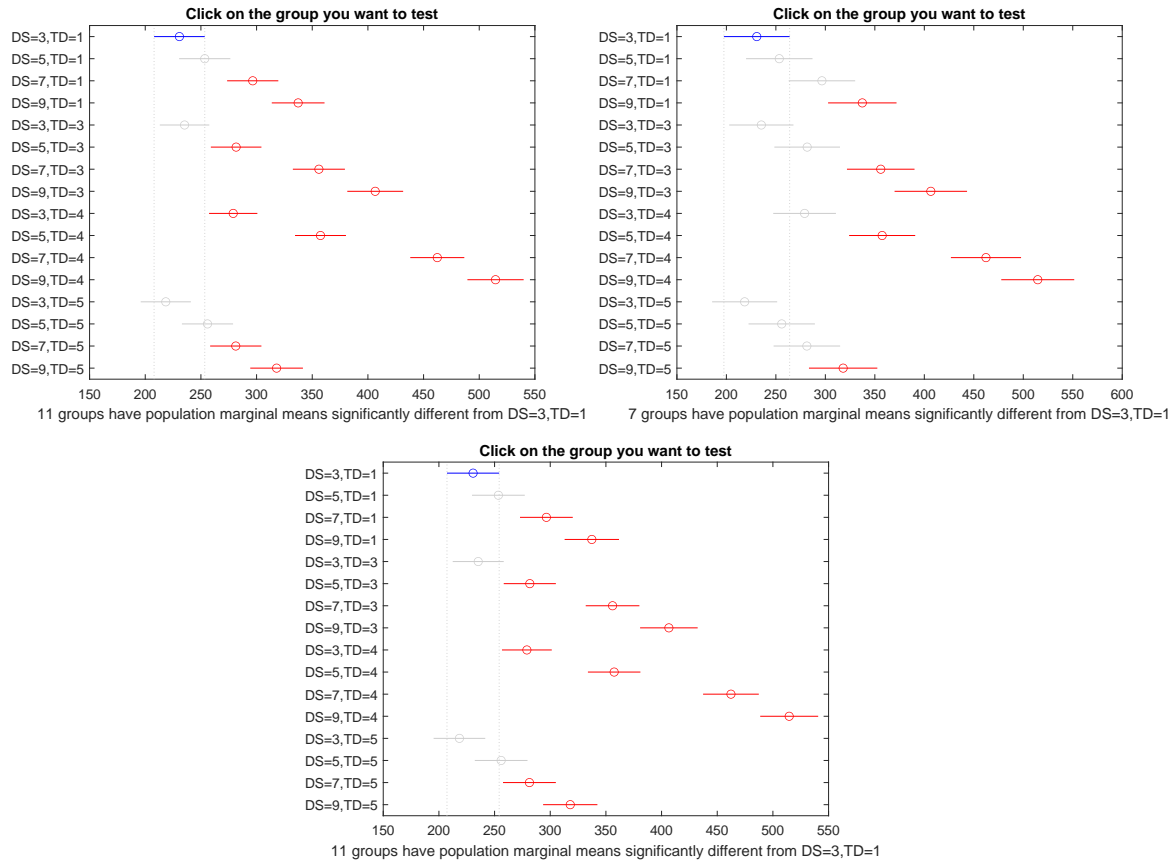 Click on the group you want to test
DS=3,TD=1
DS=5,TD=1
DS=7,TD=1
DS=9,TD=1
DS=3,TD=3
DS=5,TD=3
DS=7,TD=3
DS=9,TD=3
DS=3,TD=4
DS=5,TD=4
DS=7,TD=4
DS=9,TD=4
DS=3,TD=5
DS=5,TD=5
DS=7,TD=5
DS=9,TD=5
150 200 250 300 350 400 450 500 550
11 groups have population marginal means significantly different from DS=3,TD=1
Click on the group you want to test
DS=3,TD=1
DS=5,TD=1
DS=7,TD=1
DS=9,TD=1
DS=3,TD=3
DS=5,TD=3
DS=7,TD=3
DS=9,TD=3
DS=3,TD=4
DS=5,TD=4
DS=7,TD=4
DS=9,TD=4
DS=3,TD=5
DS=5,TD=5
DS=7,TD=5
DS=9,TD=5
150 200 250 300 350 400 450 500 550 600
7 groups have population marginal means significantly different from DS=3,TD=1
Click on the group you want to test
DS=3,TD=1
DS=5,TD=1
DS=7,TD=1
DS=9,TD=1
DS=3,TD=3
DS=5,TD=3
DS=7,TD=3
DS=9,TD=3
DS=3,TD=4
DS=5,TD=4
DS=7,TD=4
DS=9,TD=4
DS=3,TD=5
DS=5,TD=5
DS=7,TD=5
DS=9,TD=5
150 200 250 300 350 400 450 500 550
11 groups have population marginal means significantly different from DS=3,TD=1